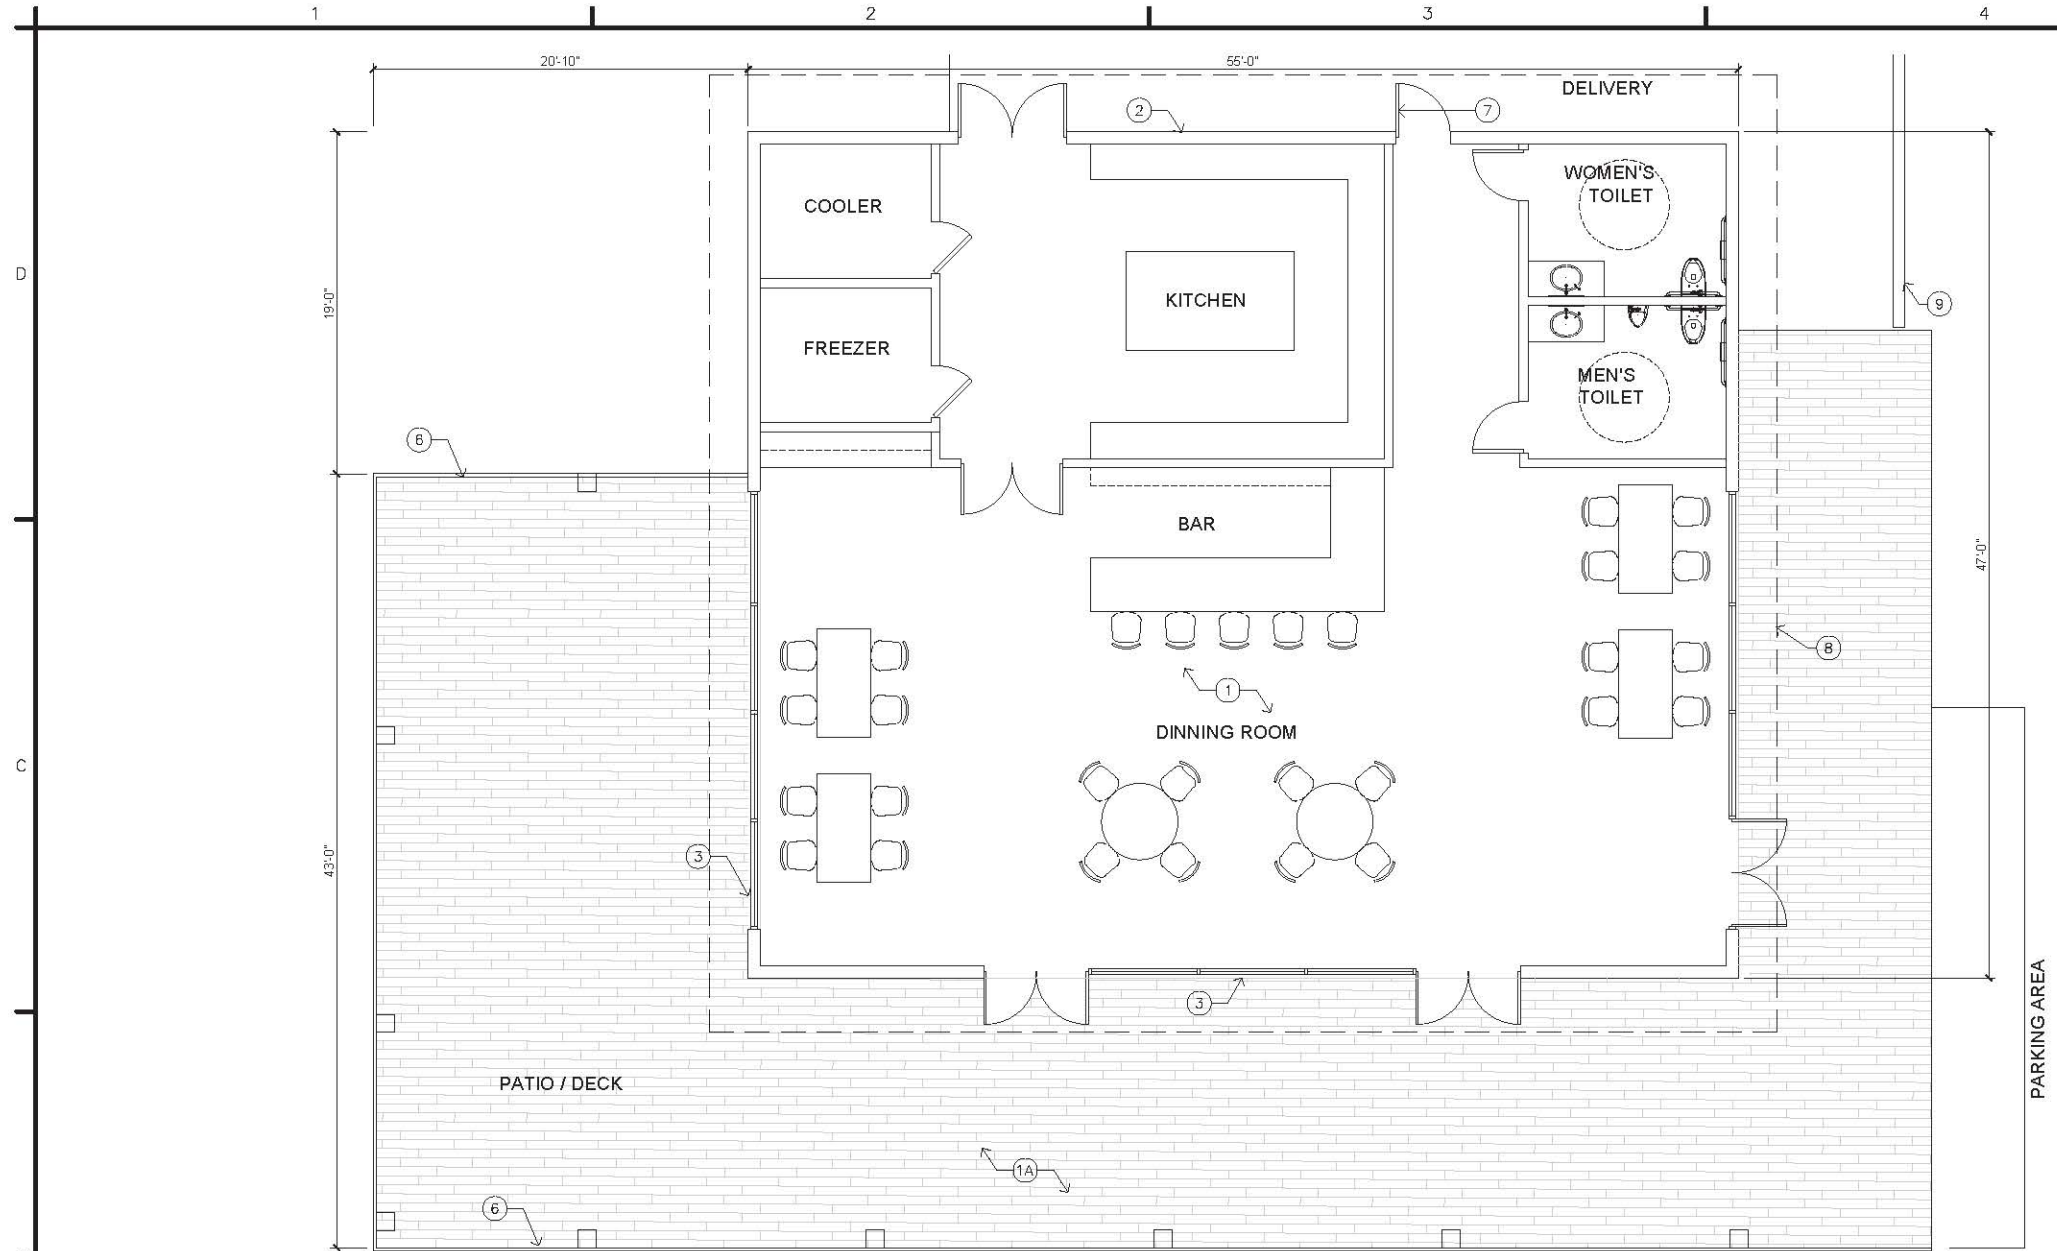 1 2 3 4
20'-10" 55'-0"
DELIVERY
2 7
WOMEN'S
TOILET
COOLER
D
19'-0"
KITCHEN
9
FREEZER
MEN'S
TOILET
6
BAR
47'-0"
8
1
DINNING ROOM
C
43'-0"
3
3
PARKING AREA
PATIO / DECK
1A
6